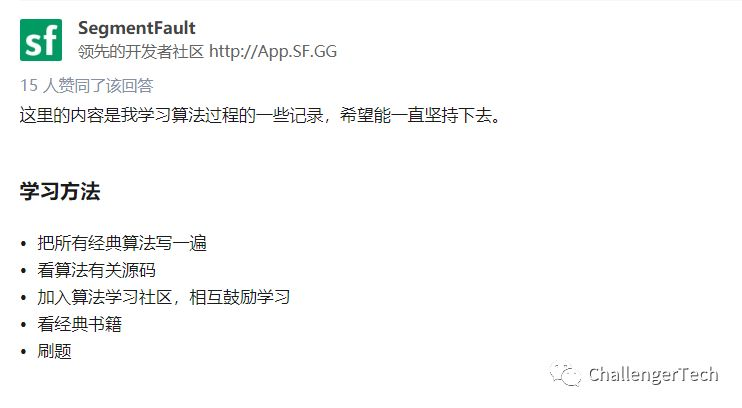 sf
SegmentFault
领先的开发者社区 http://App.SF.GG
15 人赞同了该回答
这里的内容是我学习算法过程的一些记录，希望能一直坚持下去。
学习方法
• 把所有经典算法写一遍
• 看算法有关源码
• 加入算法学习社区，相互鼓励学习
• 看经典书籍
• 刷题
ChallengerTech